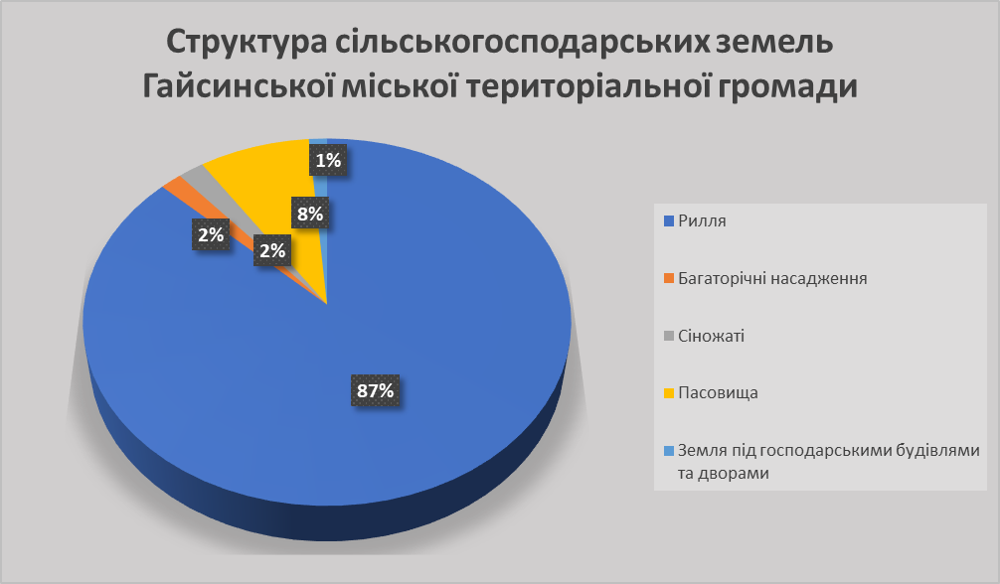 Структура сільськогосподарських земель
Гайсинської міської територіальної громади
1%
8%
2%
2%
87%
Рилля
Багаторічні насадження
Сіножаті
Пасовища
Земля під господарськими будівлями
та дворами